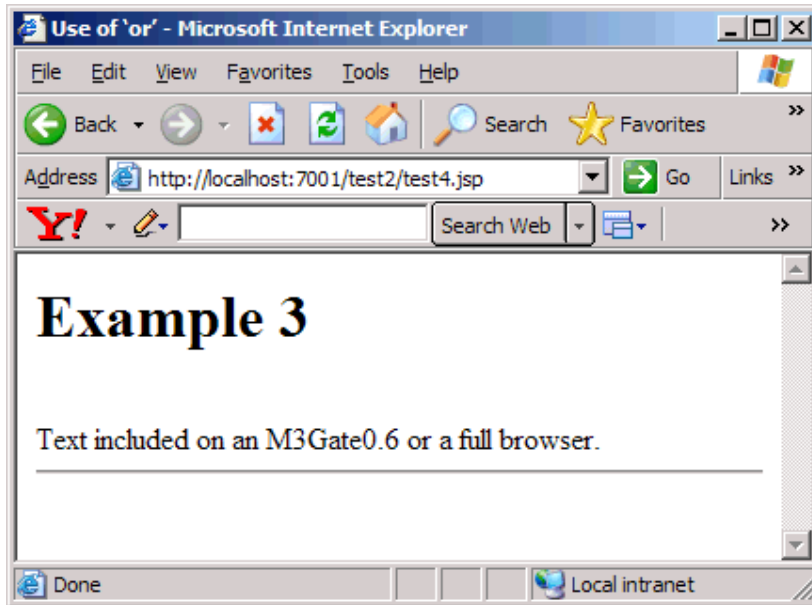 Use of ‘or’ - Microsoft Internet Explorer
File Edit View Favorites Tools Help
Back Search Favorites »
Address http://localhost:7001/test2/test4.jsp Go Links »
Y! Search Web »
Example 3
Text included on an M3Gate0.6 or a full browser.
Done Local intranet